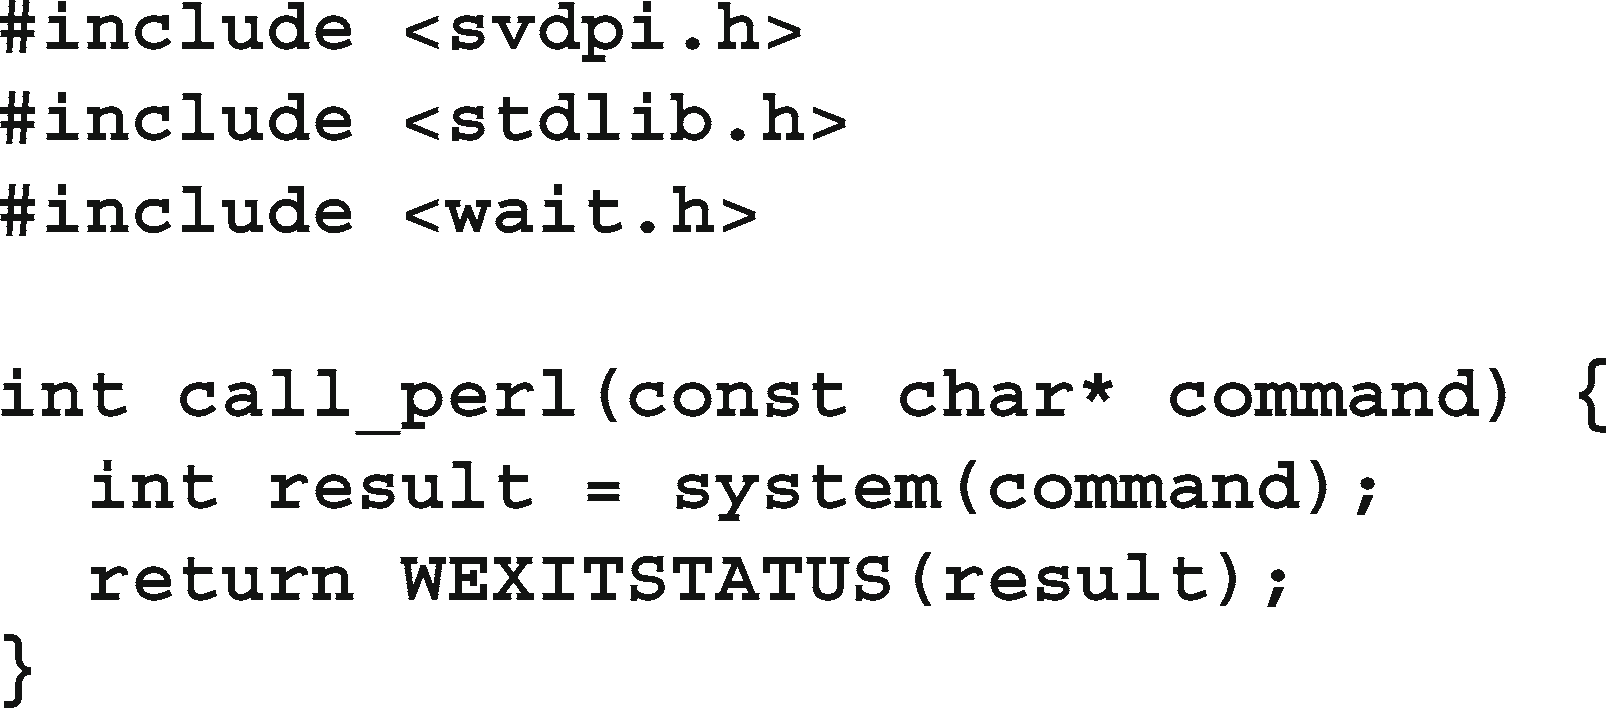 #include <svdpi.h>
#include <stdlib.h>
#include <wait.h>

int call_perl(const char* command) {
  int result = system(command);
  return WEXITSTATUS(result);
}